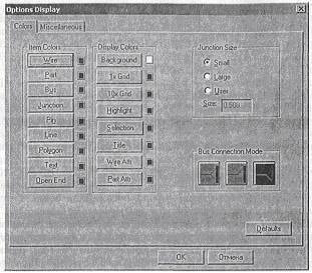 Options Display
Colors
Miscellaneous
Item Colors
Wire
Part
Bus
Junction
Pin
Line
Polygon
Text
Open End
Display Colors
Background
1x Grid
10x Grid
Highlight
Selection
Title
Wire Attr
Part Attr
Junction Size
Small
Large
User
Size:
Bus Connection Mode
Defaults
OK
Отмена